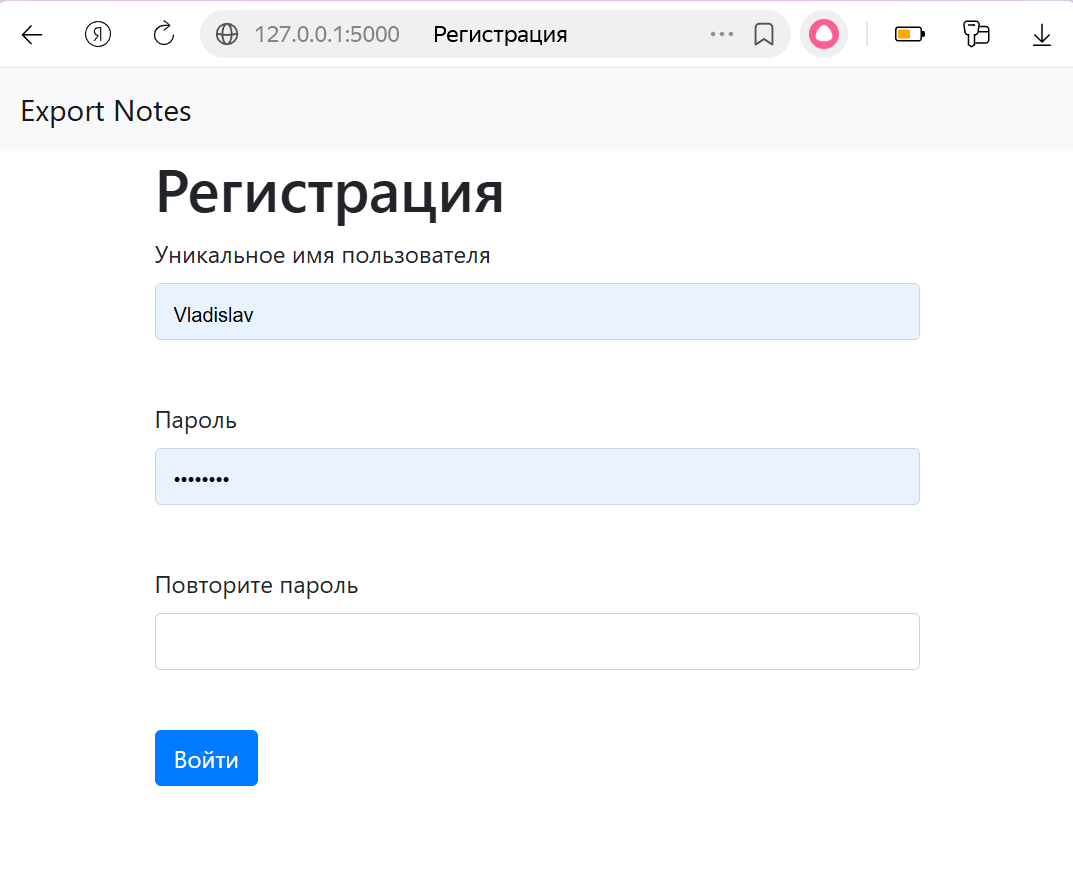 Я 127.0.0.1:5000 Регистрация
Export Notes
Регистрация
Уникальное имя пользователя
Vladislav
Пароль
••••••••
Повторите пароль
Войти